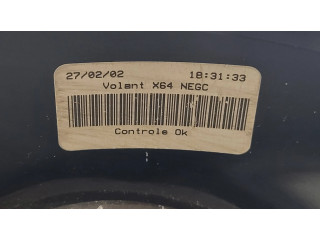 27/02/02 18:31:33
Volant X64 NEGC
Controle Ok